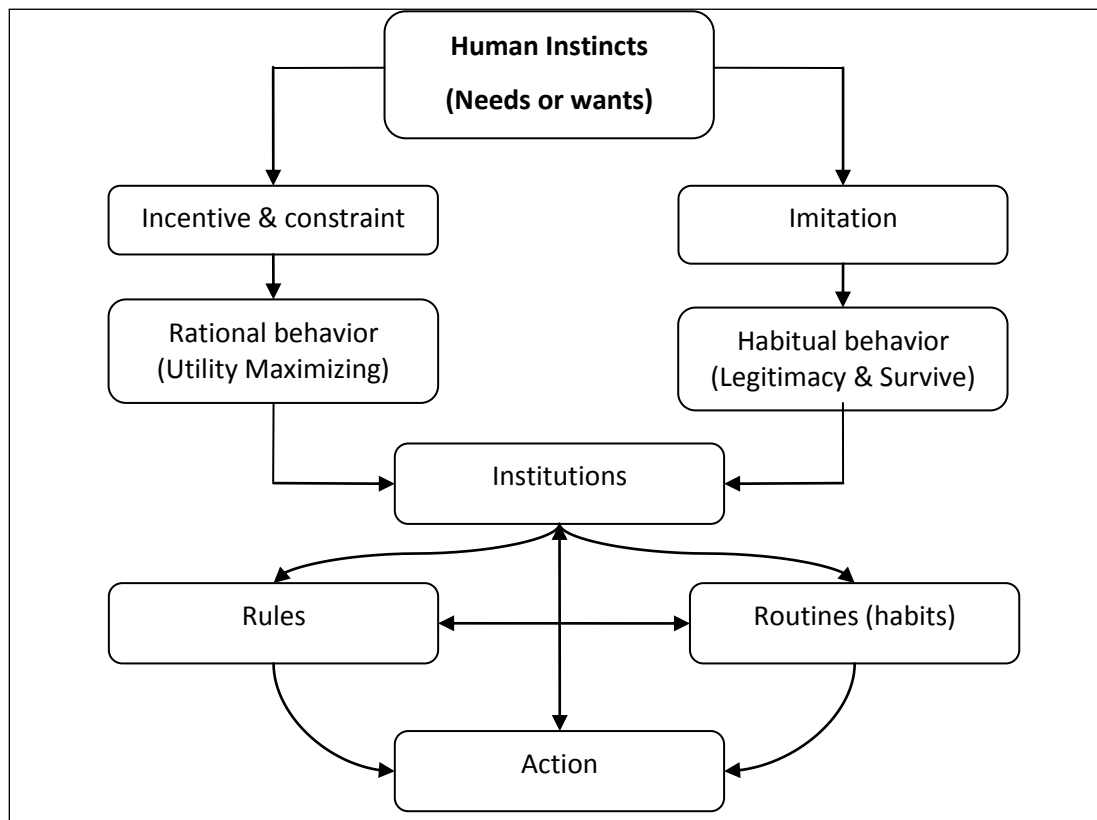 Human Instincts
(Needs or wants)
Incentive & constraint
Imitation
Rational behavior
(Utility Maximizing)
Habitual behavior
(Legitimacy & Survive)
Institutions
Rules
Routines (habits)
Action